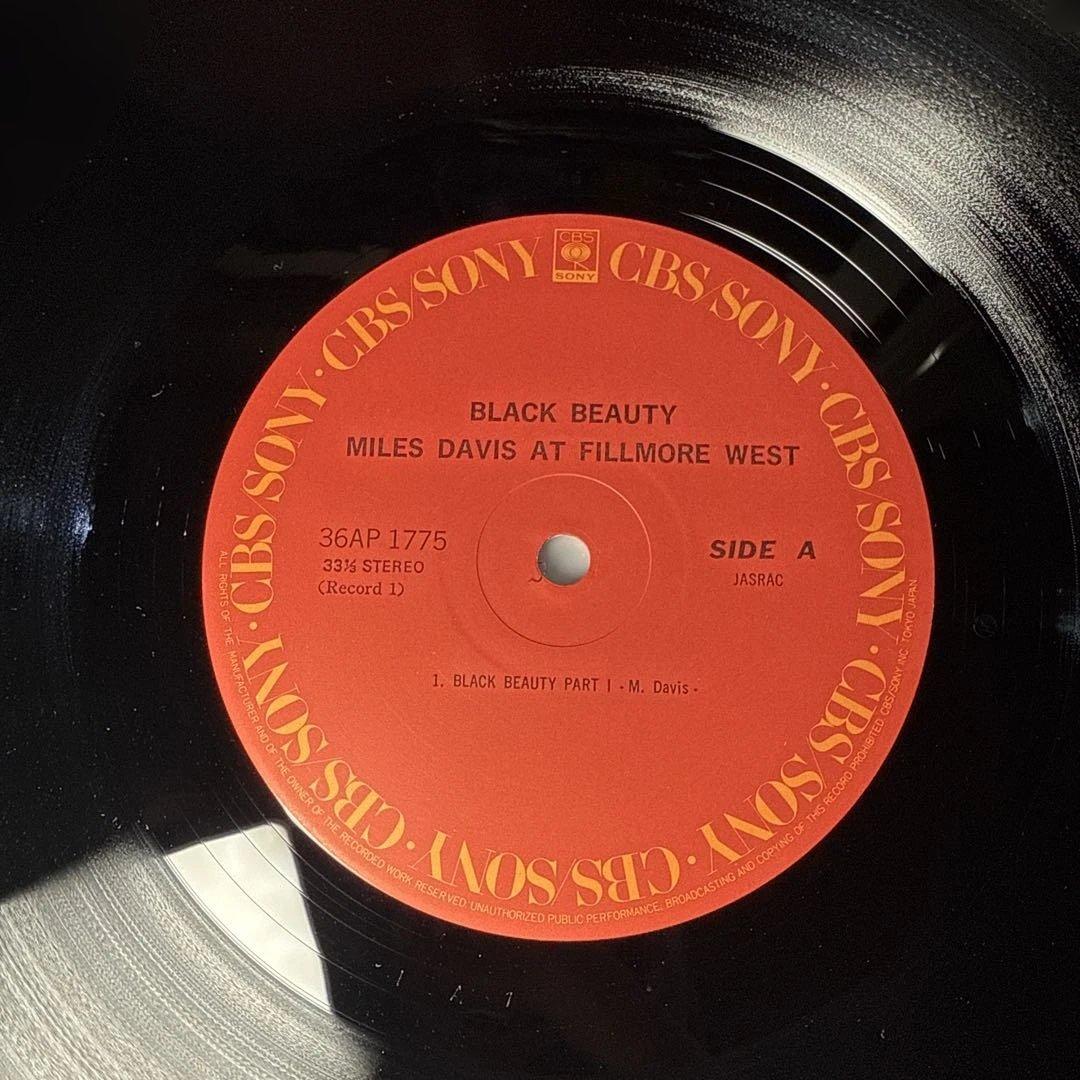 CBS
SONY
CBS/SONY · CBS/SONY · CBS/SONY · CBS/SONY · CBS/SONY · CBS/SONY · CBS/SONY · CBS/SONY
BLACK BEAUTY
MILES DAVIS AT FILLMORE WEST
36AP 1775
33⅓ STEREO
(Record 1)
SIDE A
JASRAC
1. BLACK BEAUTY PART I - M. Davis -
ALL RIGHTS OF THE MANUFACTURER AND OF THE OWNER OF THE RECORDED WORK RESERVED. UNAUTHORIZED PUBLIC PERFORMANCE, BROADCASTING AND COPYING OF THIS RECORD PROHIBITED CBS/SONY INC. TOKYO JAPAN
1 A 1